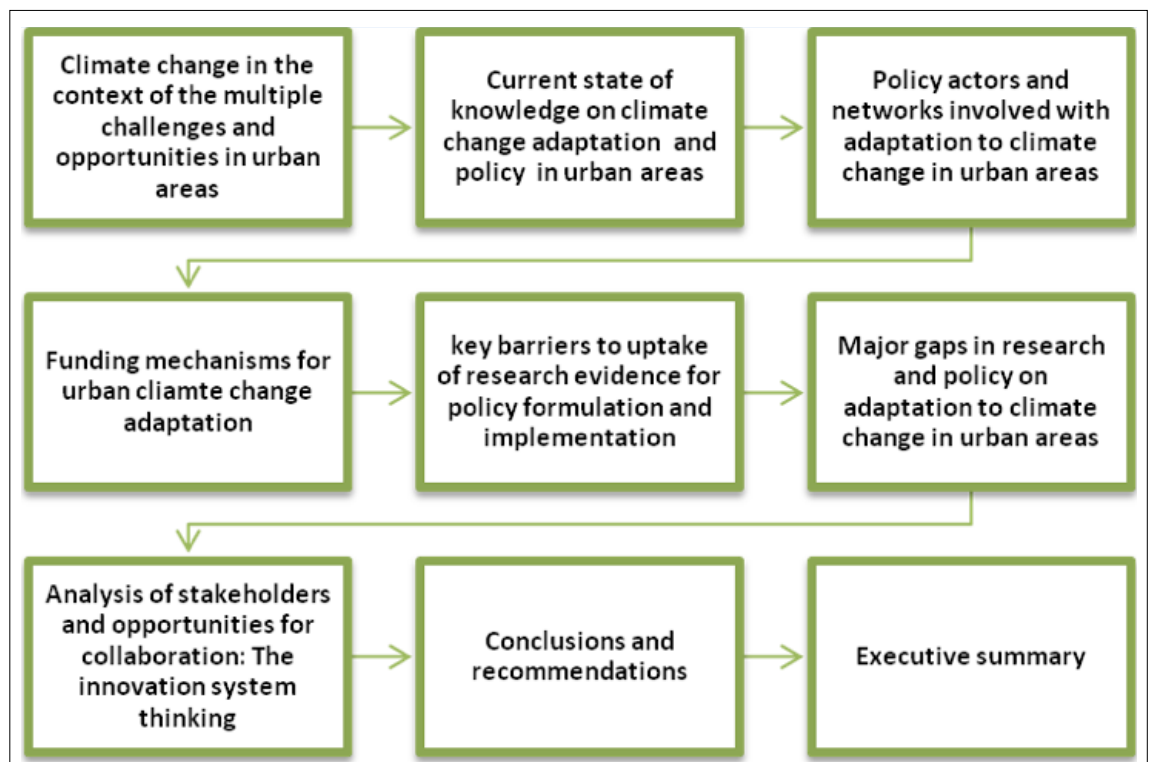 Climate change in the
context of the multiple
challenges and
opportunities in urban
areas
Current state of
knowledge on climate
change adaptation and
policy in urban areas
Policy actors and
networks involved with
adaptation to climate
change in urban areas
Funding mechanisms for
urban cliamte change
adaptation
key barriers to uptake
of research evidence for
policy formulation and
implementation
Major gaps in research
and policy on
adaptation to climate
change in urban areas
Analysis of stakeholders
and opportunities for
collaboration: The
innovation system
thinking
Conclusions and
recommendations
Executive summary